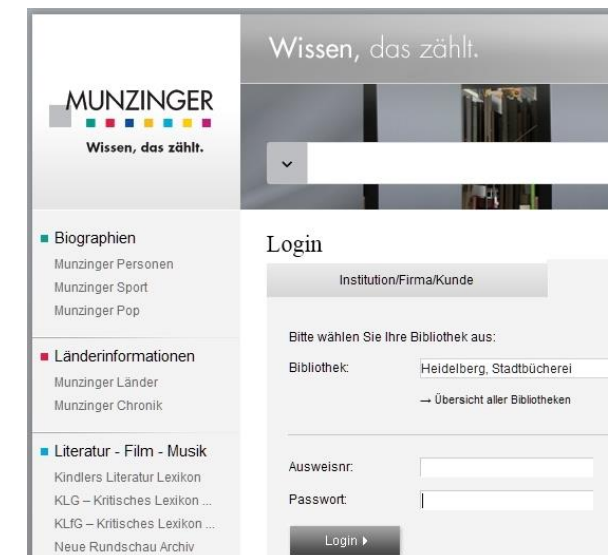 MUNZINGER
Wissen, das zählt.
Wissen, das zählt.
Biographien
Munzinger Personen
Munzinger Sport
Munzinger Pop
Länderinformationen
Munzinger Länder
Munzinger Chronik
Literatur - Film - Musik
Kindlers Literatur Lexikon
KLG – Kritisches Lexikon ...
KLfG – Kritisches Lexikon ...
Neue Rundschau Archiv
Login
Institution/Firma/Kunde
Bitte wählen Sie Ihre Bibliothek aus:
Bibliothek: Heidelberg, Stadtbücherei
→ Übersicht aller Bibliotheken
Ausweisnr.:
Passwort:
Login